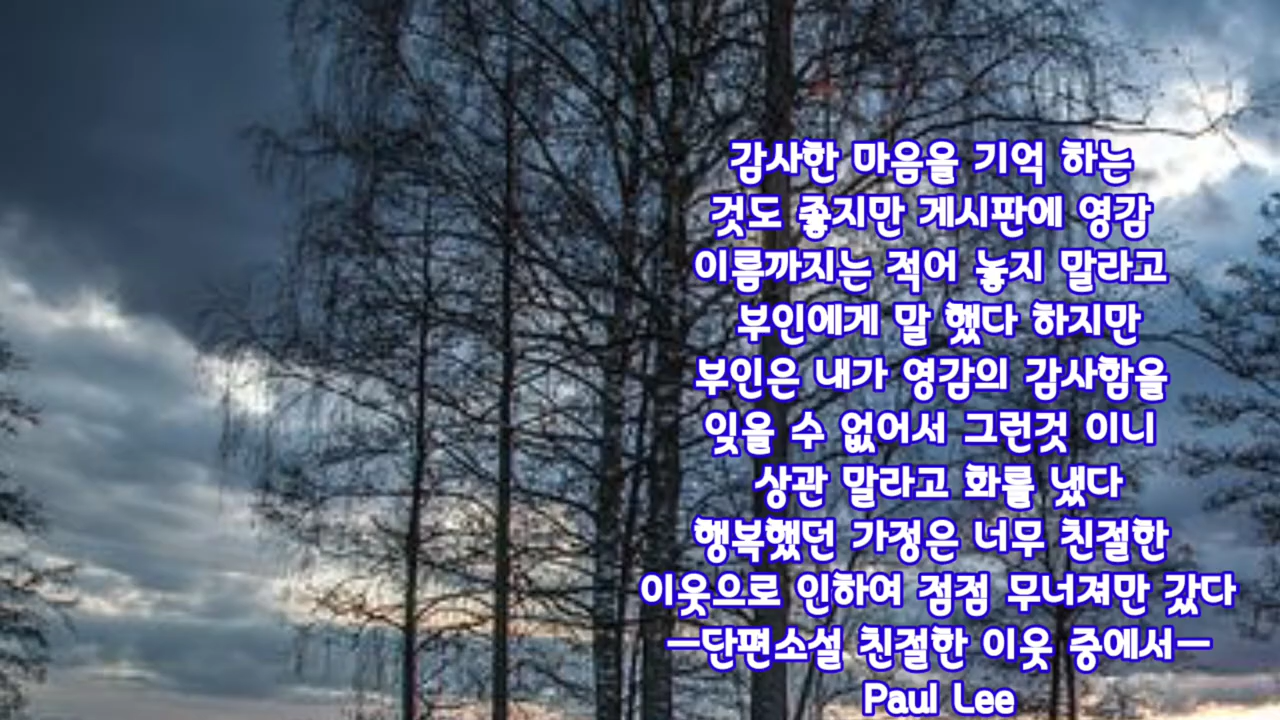 감사한 마음을 기억 하는
것도 좋지만 게시판에 영감
이름까지는 적어 놓지 말라고
부인에게 말 했다 하지만
부인은 내가 영감의 감사함을
잊을 수 없어서 그런것 이니
상관 말라고 화를 냈다
행복했던 가정은 너무 친절한
이웃으로 인하여 점점 무너져만 갔다
ㅡ단편소설 친절한 이웃 중에서ㅡ
Paul Lee